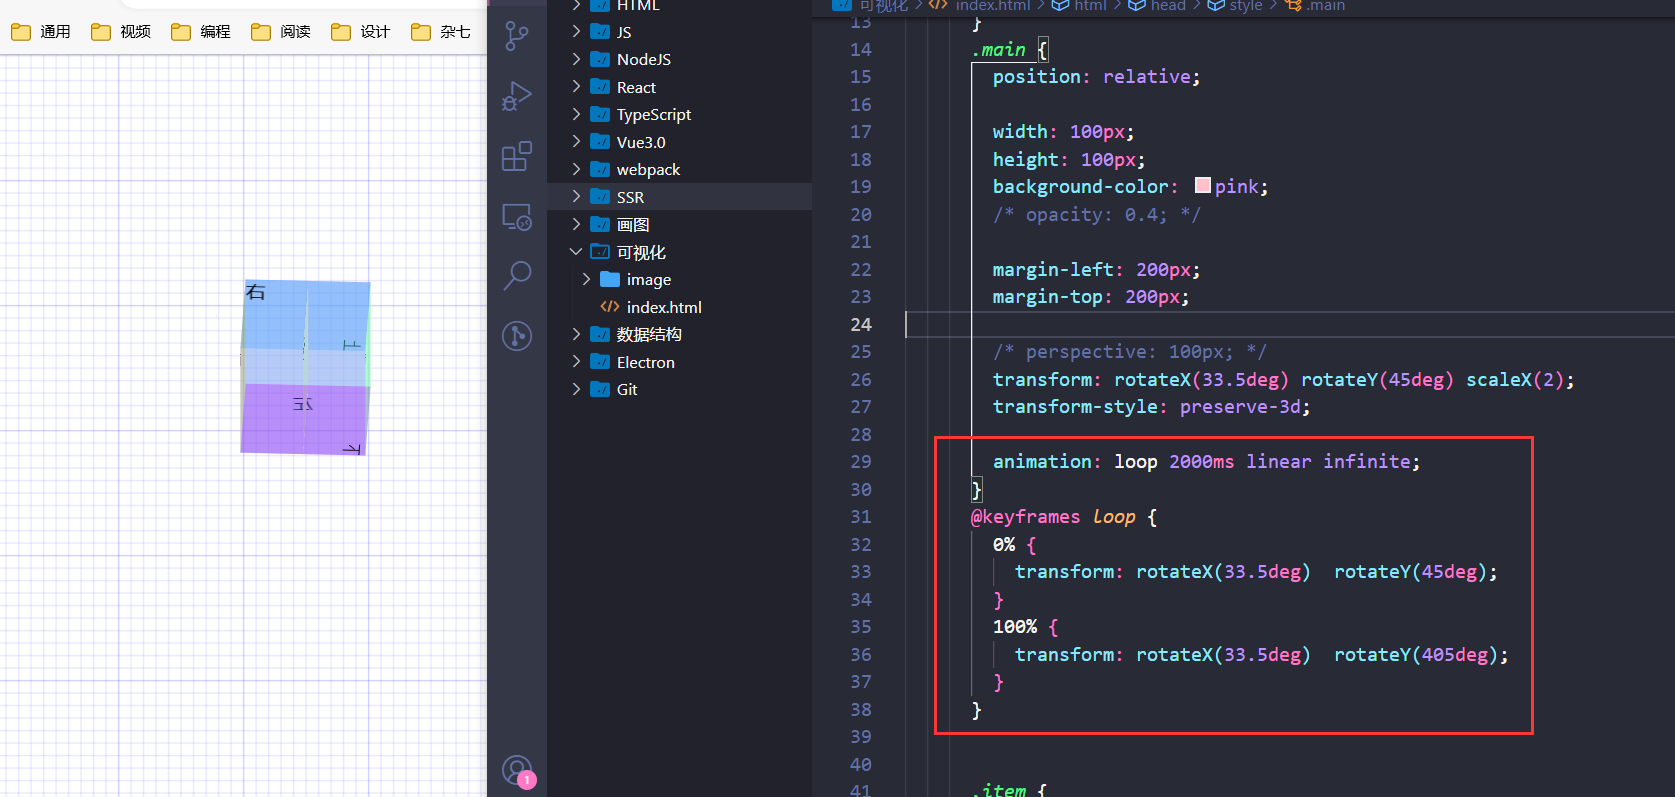 通用 视频 编程 阅读 设计 杂七
右
上
左
下
HTML
JS
NodeJS
React
TypeScript
Vue3.0
webpack
SSR
画图
可视化
image
index.html
数据结构
Electron
Git
1
可视化 > index.html > html > head > style > .main
13 }
14 .main {
15 position: relative;
16
17 width: 100px;
18 height: 100px;
19 background-color: pink;
20 /* opacity: 0.4; */
21
22 margin-left: 200px;
23 margin-top: 200px;
24
25 /* perspective: 100px; */
26 transform: rotateX(33.5deg) rotateY(45deg) scaleX(2);
27 transform-style: preserve-3d;
28
29 animation: loop 2000ms linear infinite;
30 }
31 @keyframes loop {
32 0% {
33 transform: rotateX(33.5deg)  rotateY(45deg);
34 }
35 100% {
36 transform: rotateX(33.5deg)  rotateY(405deg);
37 }
38 }
39
40
41 .item {